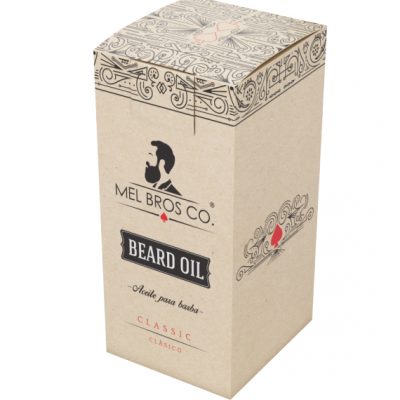 MEL BROS CO.®
BEARD OIL
-Aceite para barba-
CLASSIC
CLÁSICO